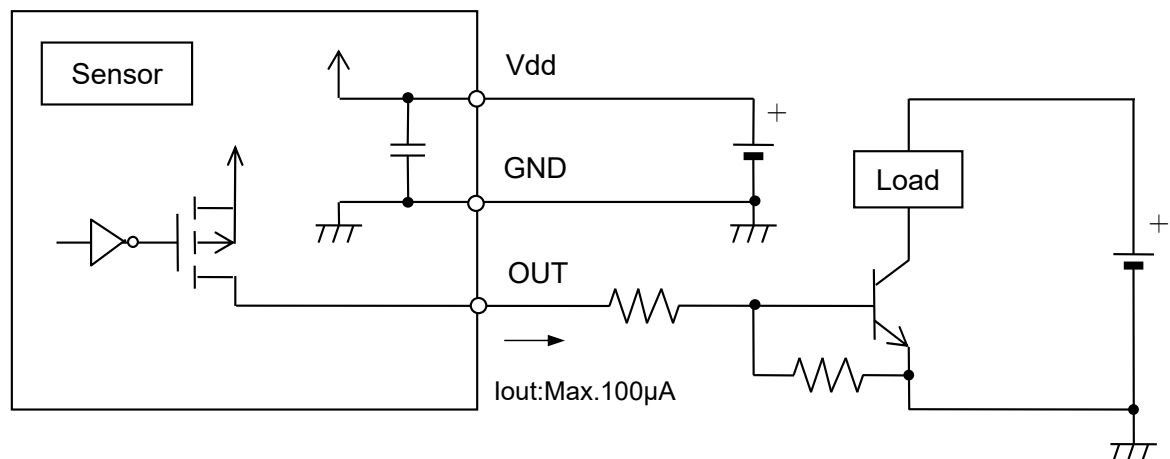 Sensor
Vdd
+
GND
Load
+
OUT
Iout:Max.100µA